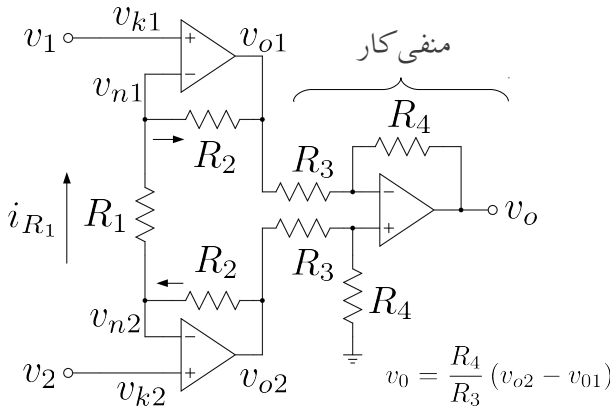 v_{k1}
v_1
v_{o1}
منفی کار
v_{n1}
R_4
R_2
R_3
i_{R_1}
R_1
v_o
R_2
R_3
R_4
v_{n2}
v_2
v_{k2}
v_{o2}
v_0 = \frac{R_4}{R_3} (v_{o2} - v_{01})